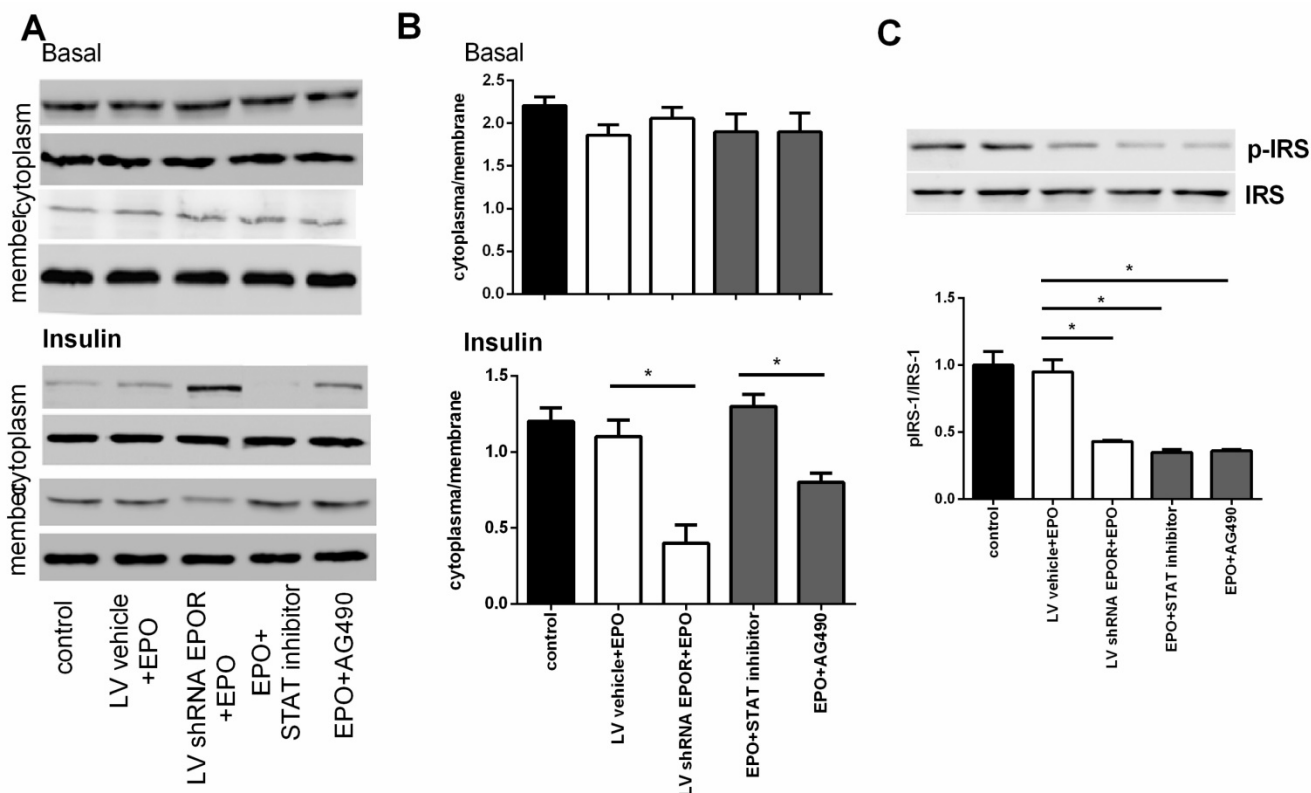 A
Basal
cytoplasm
member
Insulin
cytoplasm
member
control
LV vehicle
+EPO
LV shRNA EPOR
+EPO
EPO+
STAT inhibitor
EPO+AG490
B
Basal
cytoplasma/membrane
2.5
2.0
1.5
1.0
0.5
0.0
Insulin
cytoplasma/membrane
1.5
1.0
0.5
0.0
*
*
control
LV vehicle+EPO
LV shRNA EPOR+EPO
EPO+STAT inhibitor
EPO+AG490
C
p-IRS
IRS
pIRS-1/IRS-1
1.5
1.0
0.5
0.0
*
*
*
control
LV vehicle+EPO
LV shRNA EPOR+EPO
EPO+STAT inhibitor
EPO+AG490